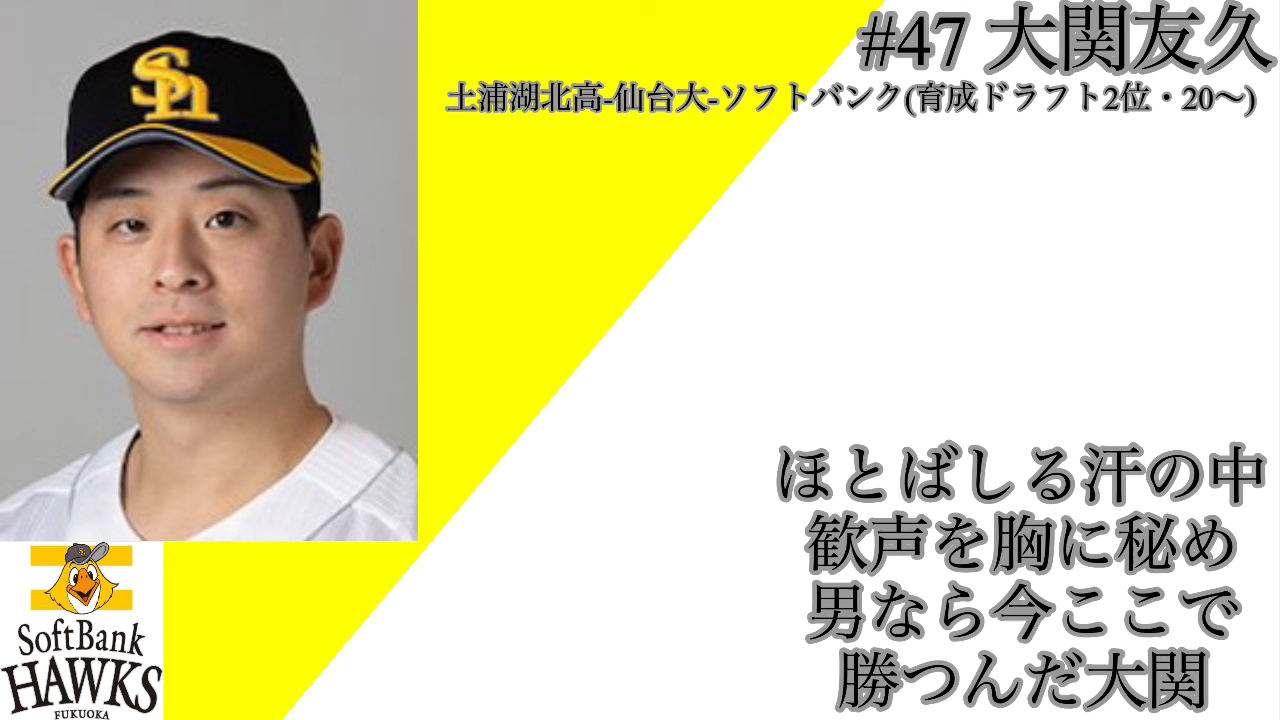 #47 大関友久
土浦湖北高-仙台大-ソフトバンク(育成ドラフト2位・20〜)
Sh
ほとばしる汗の中
歓声を胸に秘め
男なら今ここで
勝つんだ大関
SoftBank
HAWKS
FUKUOKA